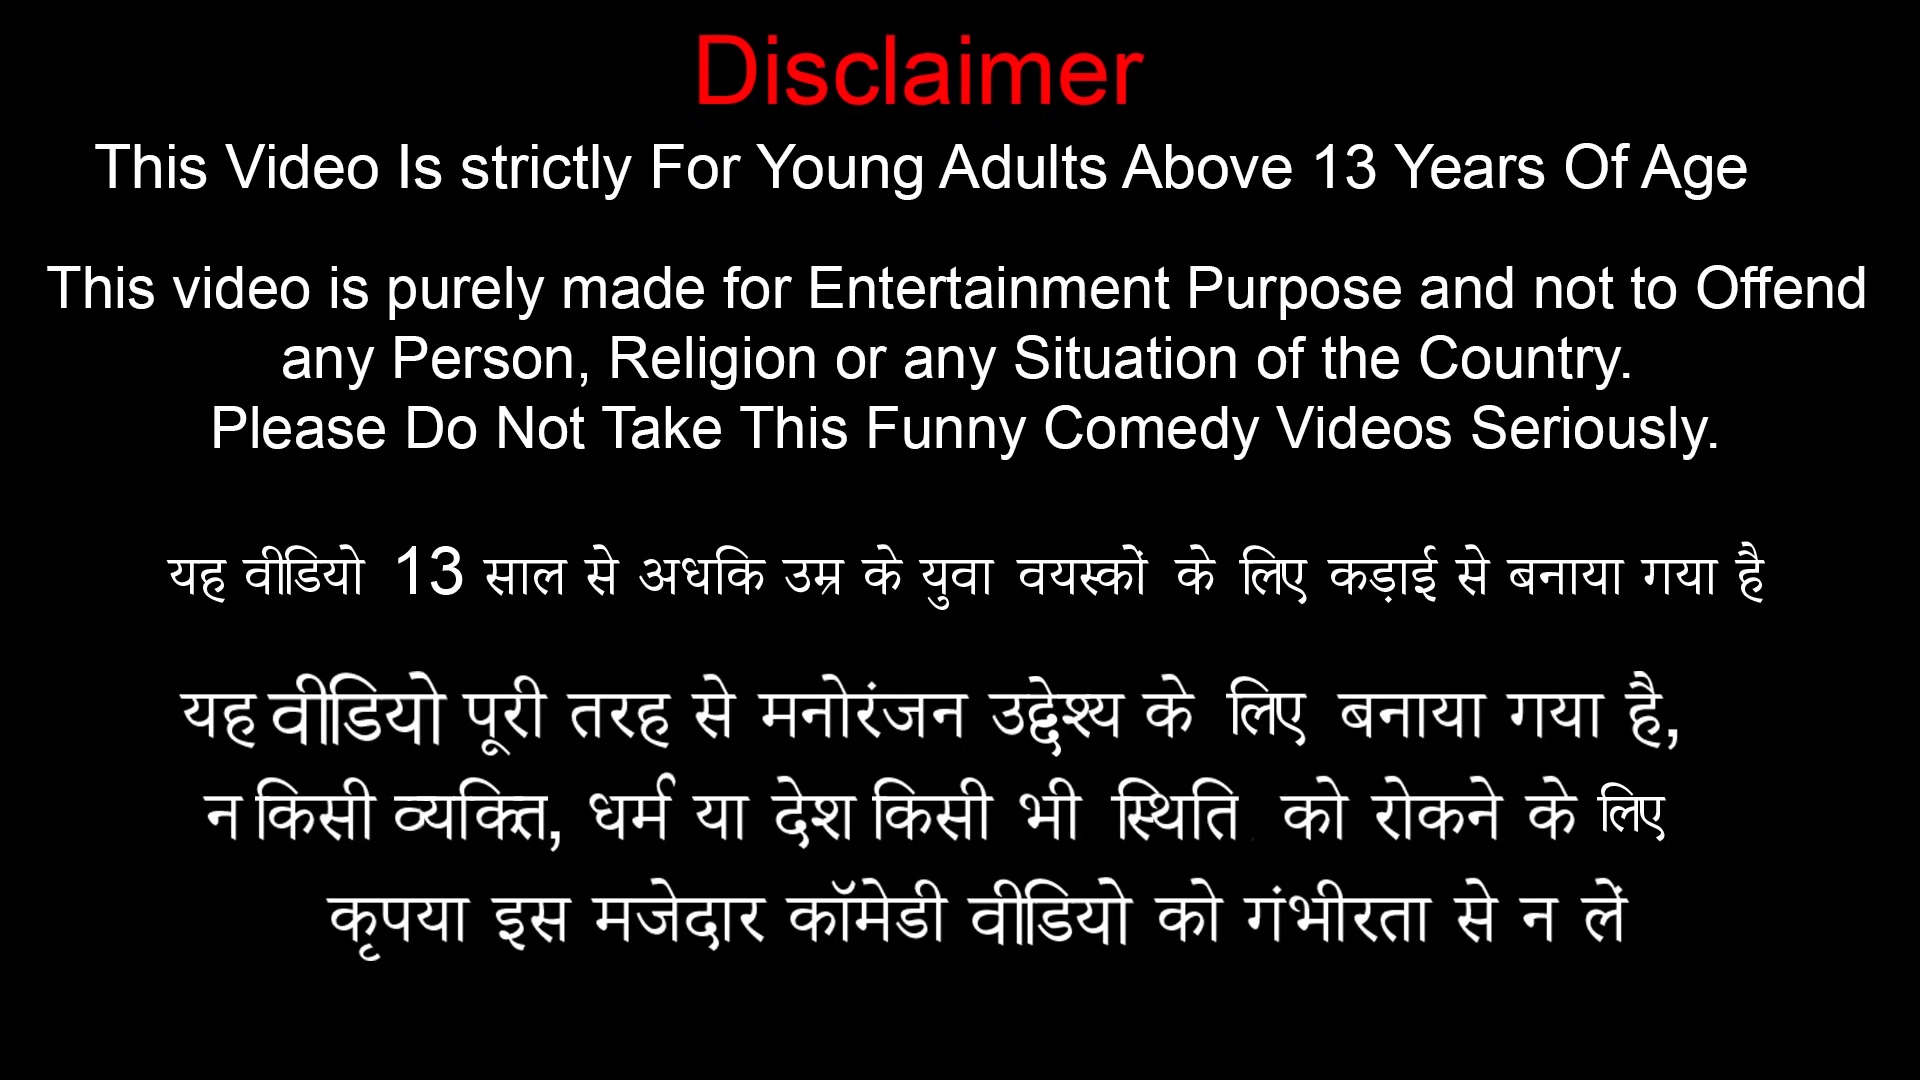 Disclaimer
This Video Is strictly For Young Adults Above 13 Years Of Age
This video is purely made for Entertainment Purpose and not to Offend
any Person, Religion or any Situation of the Country.
Please Do Not Take This Funny Comedy Videos Seriously.
यह वीडियो 13 साल से अधकि उम्र के युवा वयस्कों के लिए कड़ाई से बनाया गया है
यह वीडियो पूरी तरह से मनोरंजन उद्देश्य के लिए बनाया गया है,
न किसी व्यक्ति, धर्म या देश किसी भी स्थिति को रोकने के लिए
कृपया इस मजेदार कॉमेडी वीडियो को गंभीरता से न लें